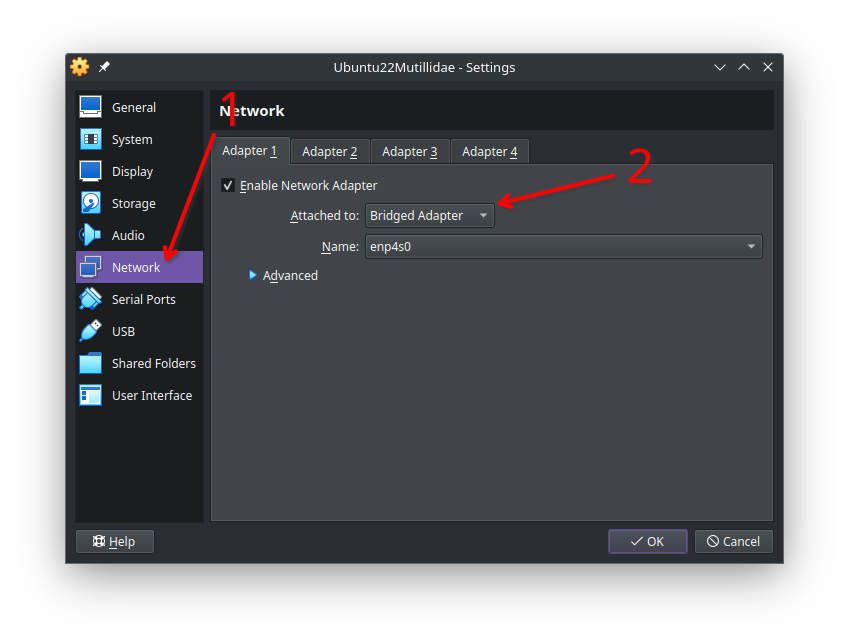 Ubuntu22Mutillidae - Settings
General
System
Display
Storage
Audio
Network
Serial Ports
USB
Shared Folders
User Interface
1
Network
Adapter 1 Adapter 2 Adapter 3 Adapter 4
Enable Network Adapter
2
Attached to: Bridged Adapter
Name: enp4s0
Advanced
Help OK Cancel